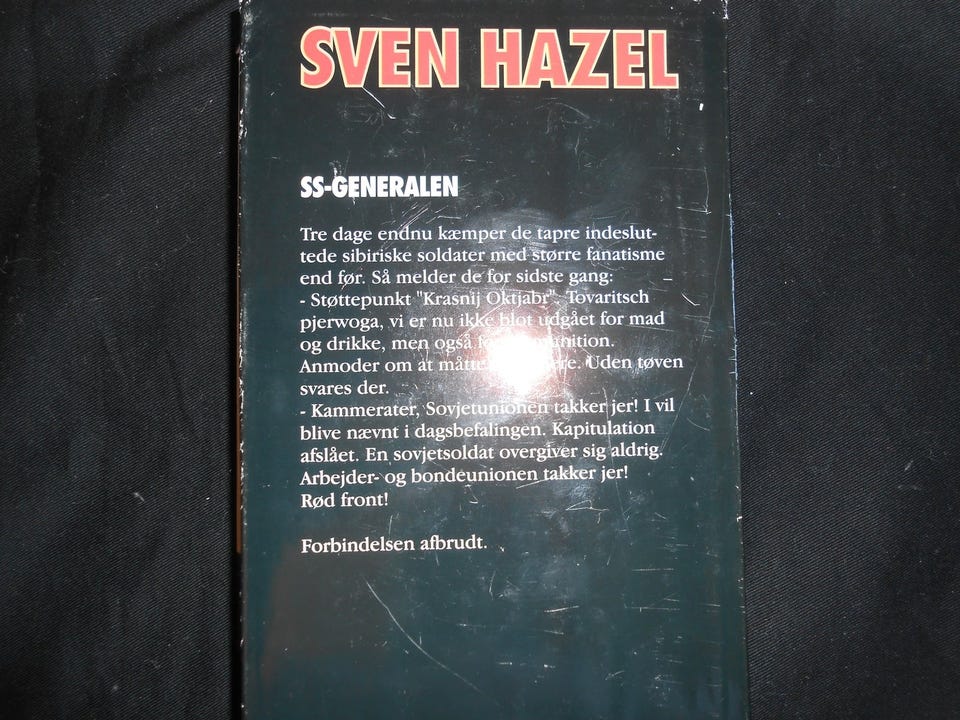 SVEN HAZEL
SS-GENERALEN
Tre dage endnu kæmper de tapre indeslut-
tede sibiriske soldater med større fanatisme
end før. Så melder de for sidste gang:
- Støttepunkt "Krasnij Oktjabr". Tovaritsch
pjerwoga, vi er nu ikke blot udgået for mad
og drikke, men også
Anmoder om at måtte Uden tøven
svares der.
- Kammerater, Sovjetunionen takker jer! I vil
blive nævnt i dagsbefalingen. Kapitulation
afslået. En sovjetsoldat overgiver sig aldrig.
Arbejder- og bondeunionen takker jer!
Rød front!
Forbindelsen afbrudt.